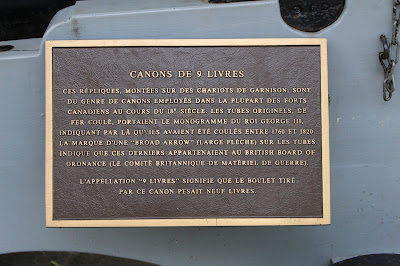 CANONS DE 9 LIVRES
CES RÉPLIQUES, MONTÉES SUR DES CHARIOTS DE GARNISON, SONT
DU GENRE DE CANONS EMPLOYÉS DANS LA PLUPART DES FORTS
CANADIENS AU COURS DU 18e SIÈCLE. LES TUBES ORIGINELS, DE
FER COULÉ, PORTAIENT LE MONOGRAMME DU ROI GEORGE III,
INDIQUANT PAR LÀ QU'ILS AVAIENT ÉTÉ COULÉS ENTRE 1760 ET 1820.
LA MARQUE D'UNE "BROAD ARROW" (LARGE FLÈCHE) SUR LES TUBES
INDIQUE QUE CES DERNIERS APPARTENAIENT AU BRITISH BOARD OF
ORDNANCE (LE COMITÉ BRITANNIQUE DE MATÉRIEL DE GUERRE).
L'APPELLATION "9 LIVRES" SIGNIFIE QUE LE BOULET TIRÉ
PAR CE CANON PESAIT NEUF LIVRES.